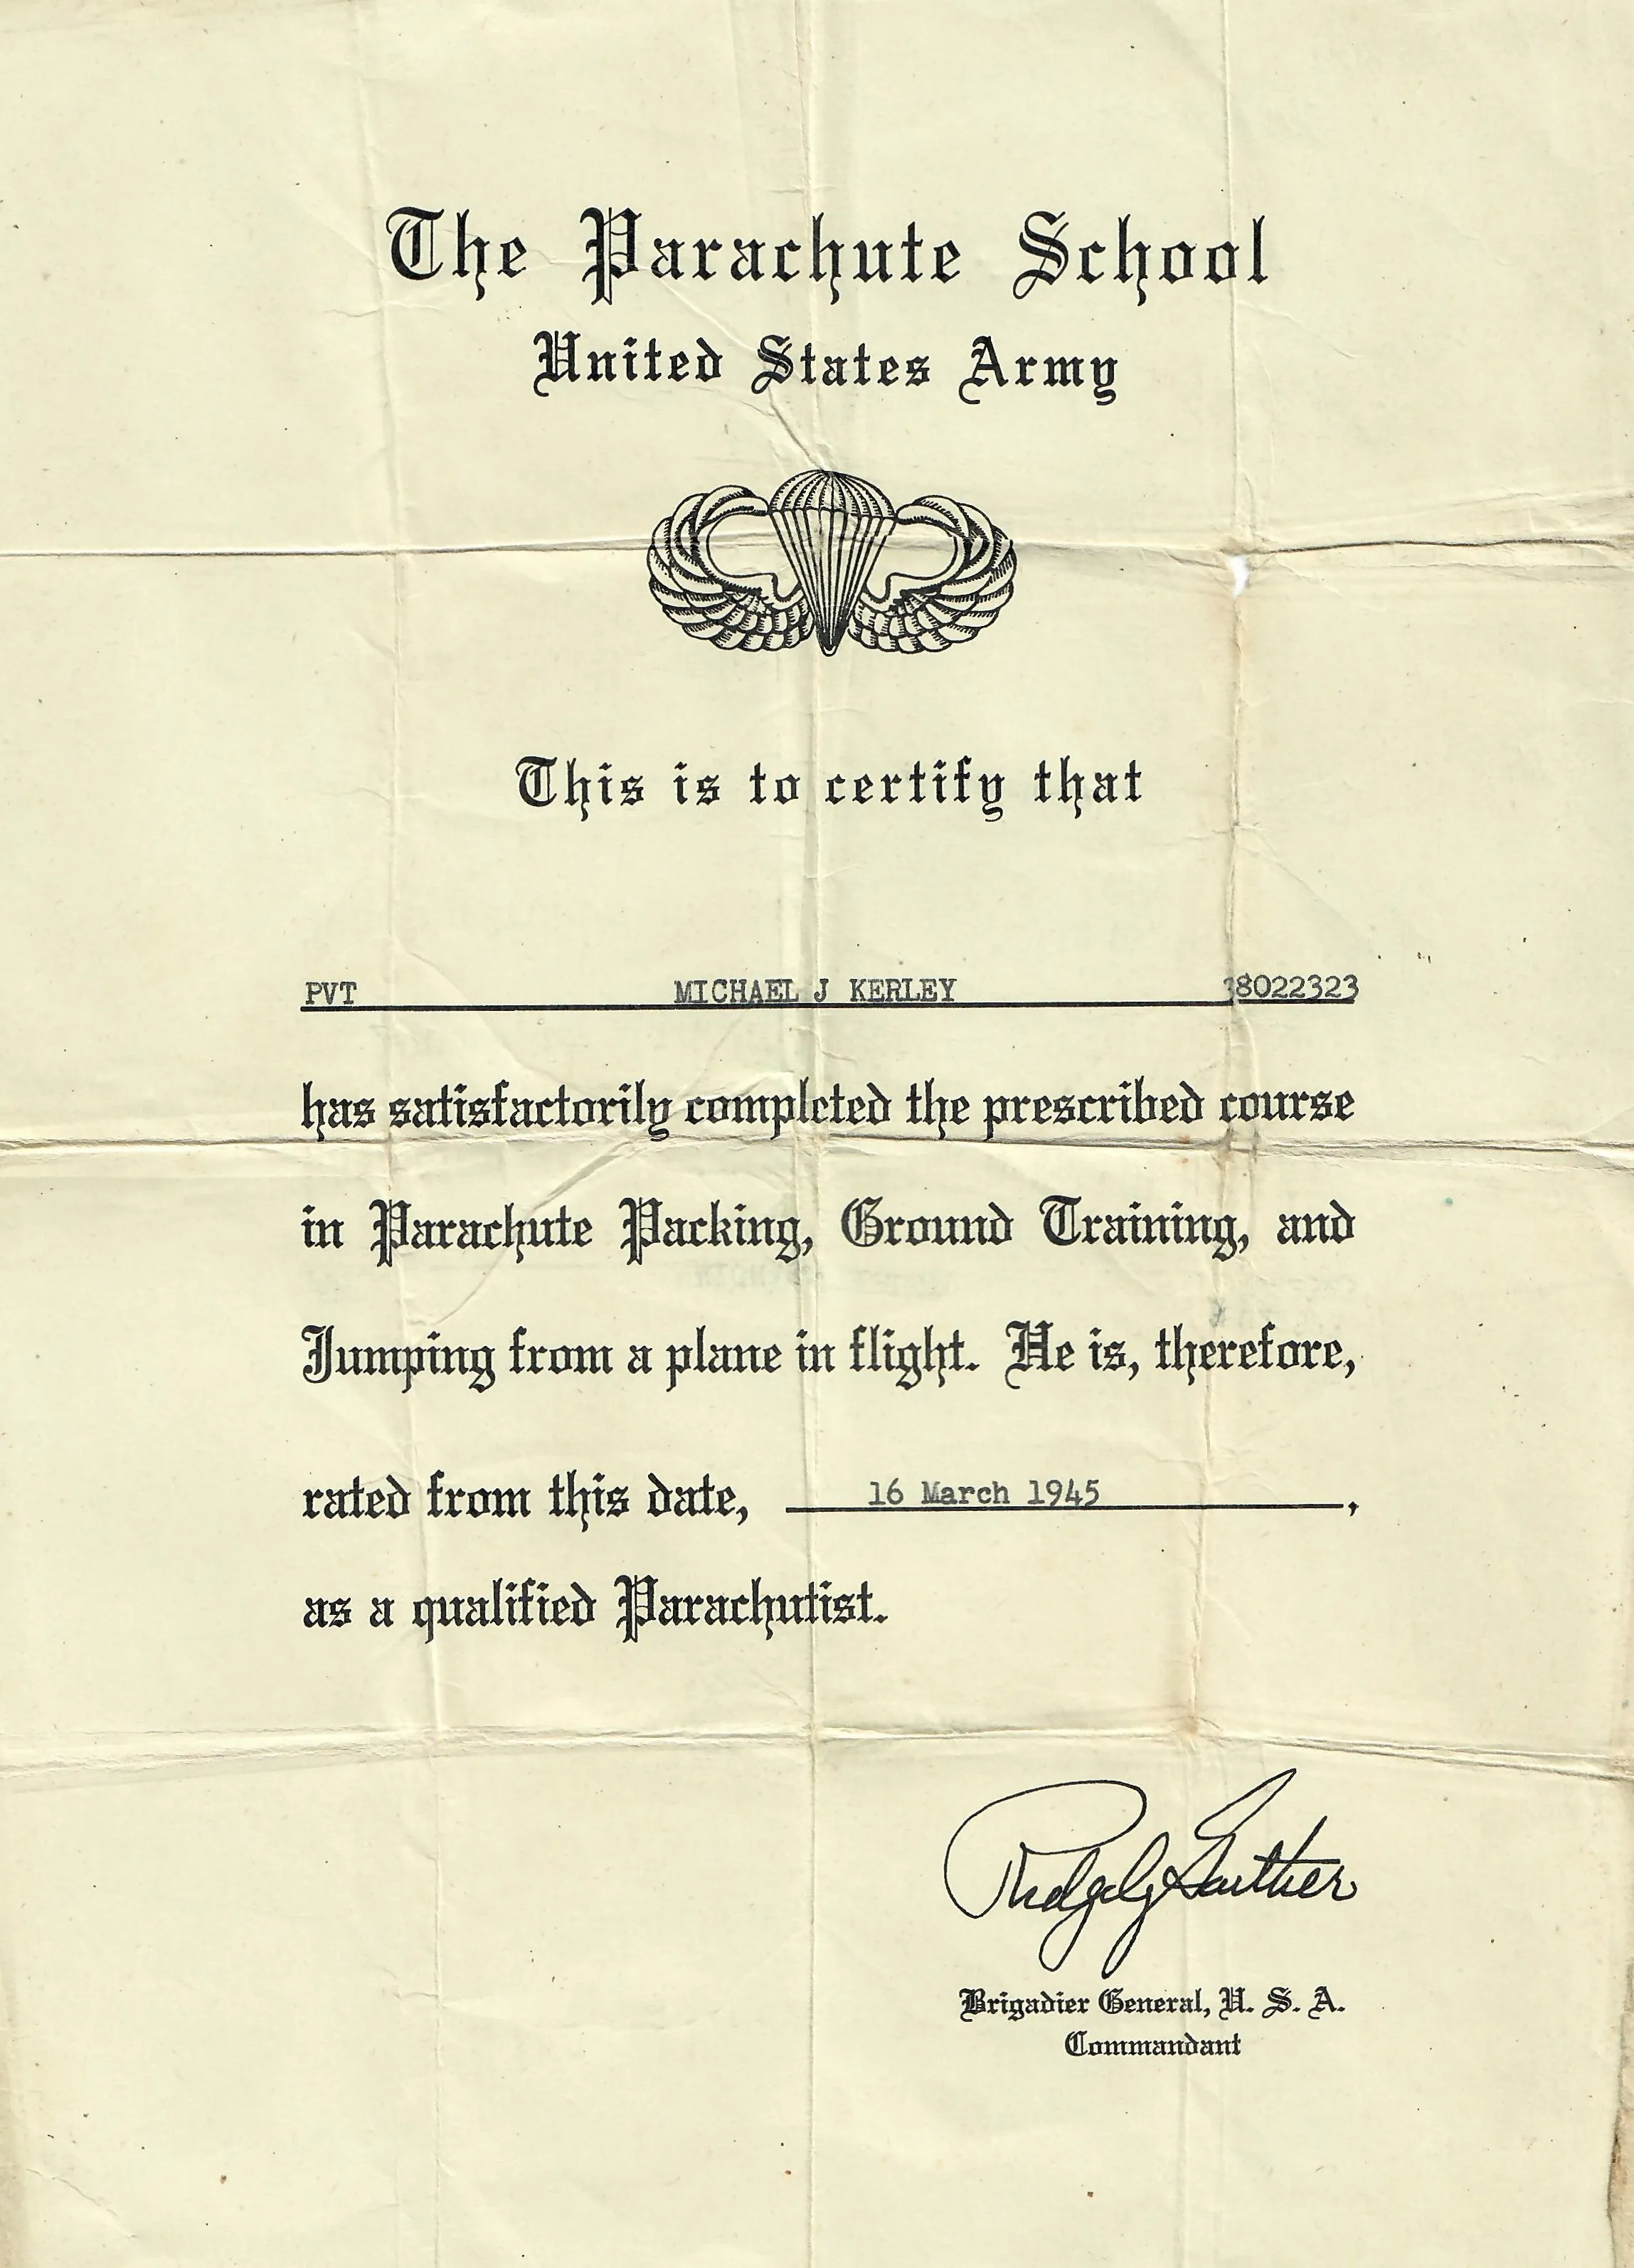 The Parachute School
United States Army
This is to certify that
PVT MICHAEL J KERLEY 38022323
has satisfactorily completed the prescribed course
in Parachute Packing, Ground Training, and
Jumping from a plane in flight. He is, therefore,
rated from this date, 16 March 1945,
as a qualified Parachutist.
Ridgely Gaither
Brigadier General, U. S. A.
Commandant